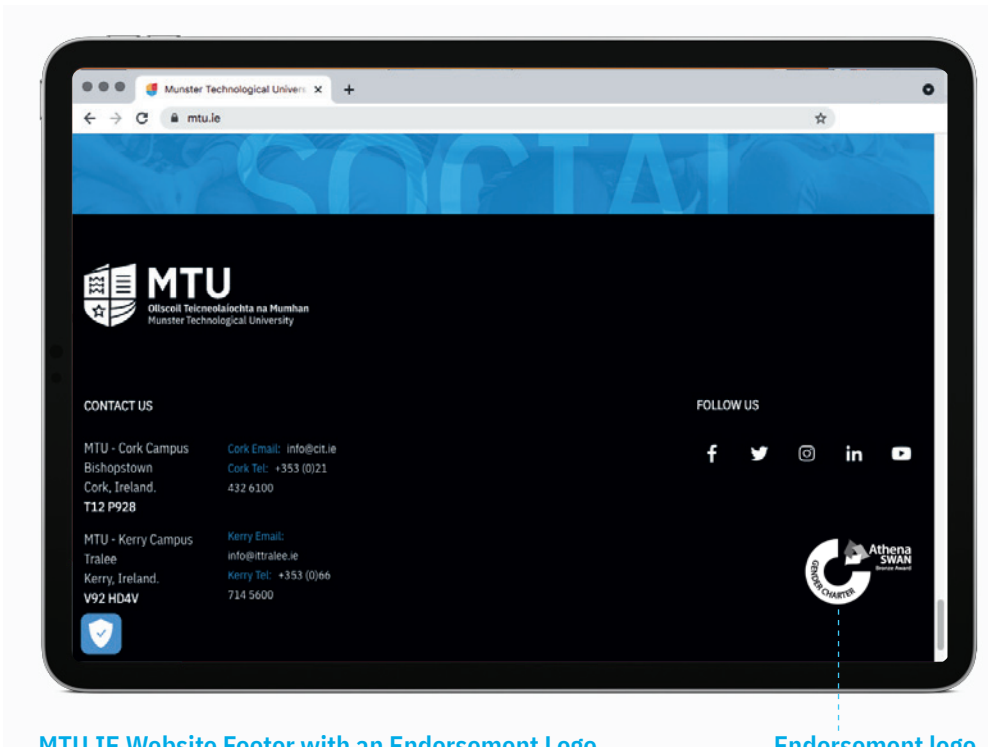 Munster Technological Univers
mtu.ie
SOCIAL
MTU
Ollscoil Teicneolaíochta na Mumhan
Munster Technological University
CONTACT US
FOLLOW US
MTU - Cork Campus
Bishopstown
Cork, Ireland.
T12 P928
Cork Email: info@cit.ie
Cork Tel: +353 (0)21
432 6100
MTU - Kerry Campus
Tralee
Kerry, Ireland.
V92 HD4V
Kerry Email:
info@ittralee.ie
Kerry Tel: +353 (0)66
714 5600
f
in
GENDER CHARTER
Athena
SWAN
Bronze Award
MTU.IE Website Footer with an Endorsement Logo
Endorsement logo